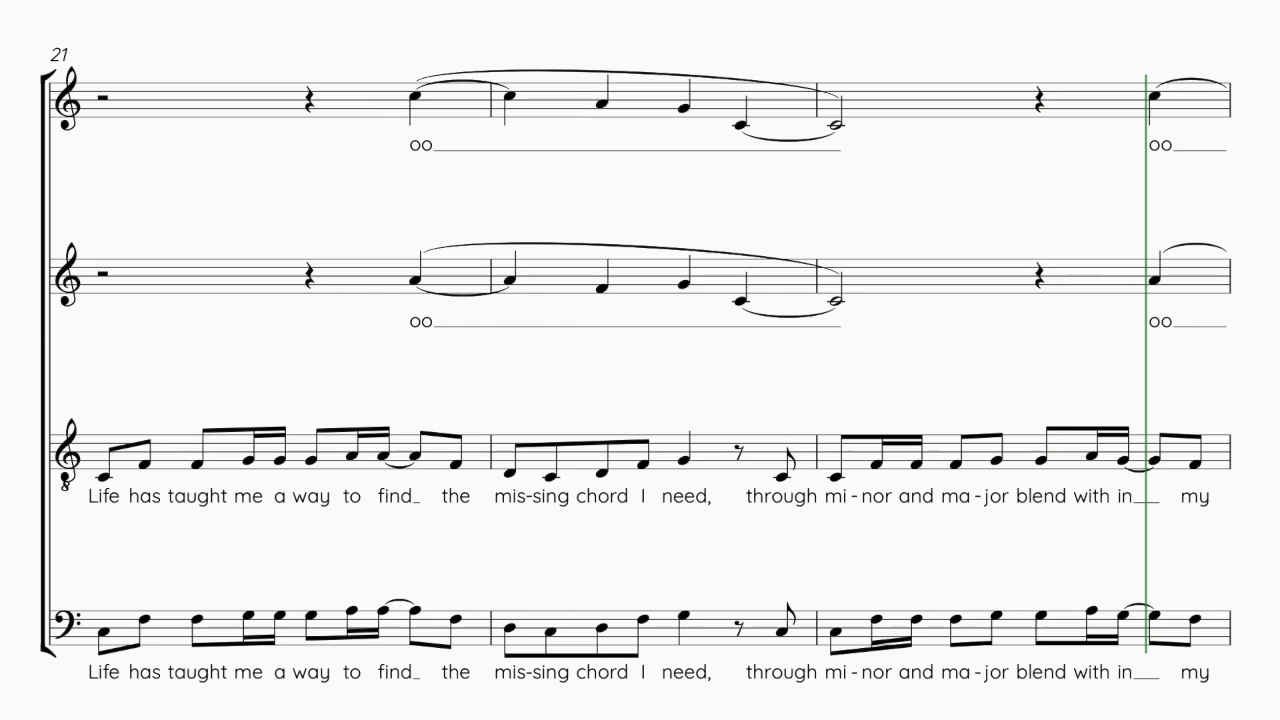 21
oo
oo
oo
oo
Life has taught me a way to find_ the mis-sing chord I need, through mi-nor and ma-jor blend with in__ my
Life has taught me a way to find_ the mis-sing chord I need, through mi-nor and ma-jor blend with in__ my